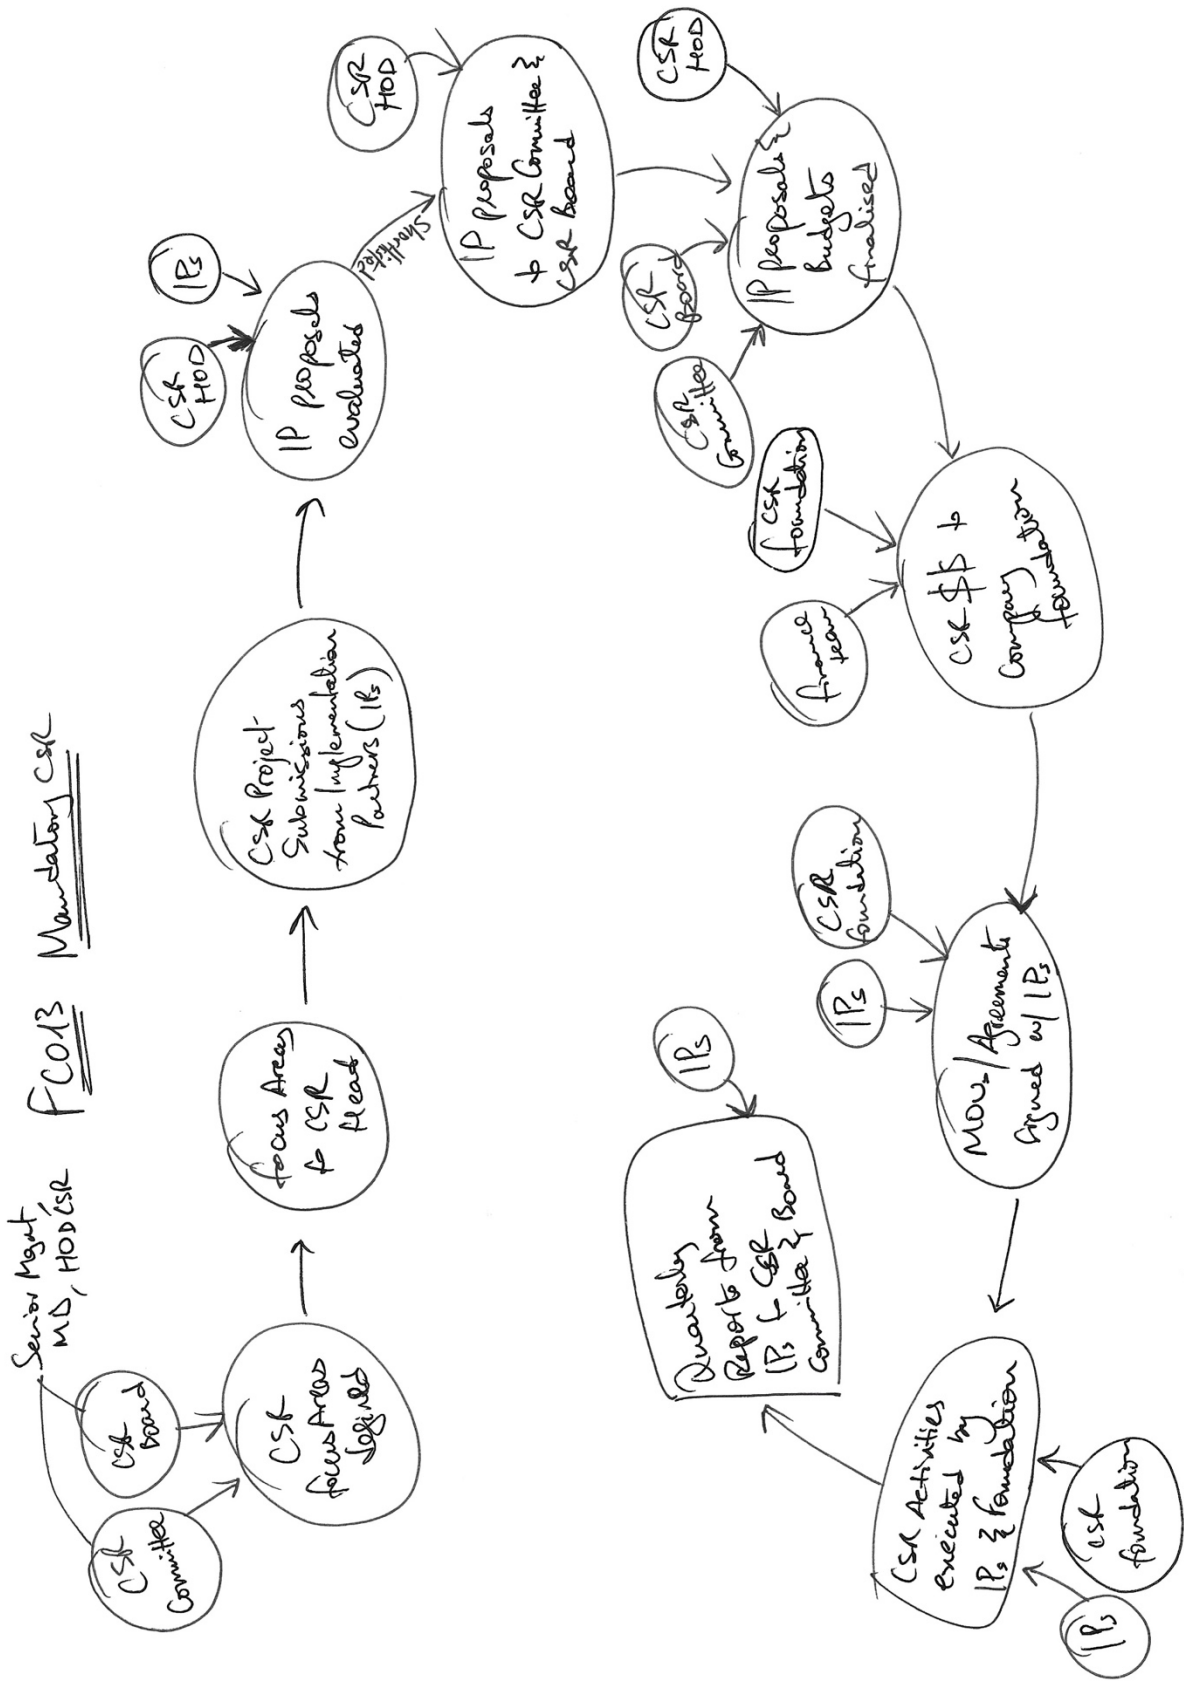 FC013 Mandatory CSR
Senior Mgmt
MD, HOD CSR
CSR
Committee
CSR
Board
CSR
focus Areas
defined
focus Areas
to CSR
Head
CSR Project
Submissions
from Implementation
Partners (IPs)
CSR
HOD
IPs
IP Proposals
evaluated
shortlisted
CSR
HOD
IP Proposals
to CSR Committee &
CSR Board
CSR
HOD
CSR
Board
CSR
Committee
IP Proposals &
Budgets
finalised
CSR
foundation
finance
team
CSR $$ to
Company
foundation
CSR
foundation
IPs
MOUs/Agreements
Signed w/ IPs
CSR Activities
executed by
IPs & Foundation
IPs
CSR
foundation
IPs
Quarterly
Reports from
IPs to CSR
Committee & Board